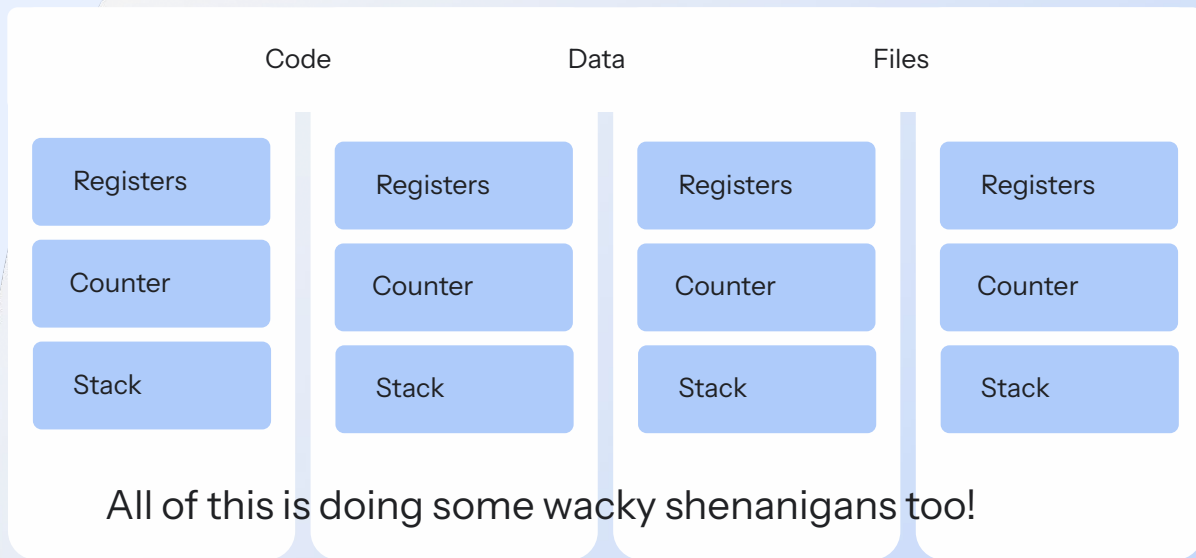 Code Data Files
Registers Registers Registers Registers
Counter Counter Counter Counter
Stack Stack Stack Stack
All of this is doing some wacky shenanigans too!